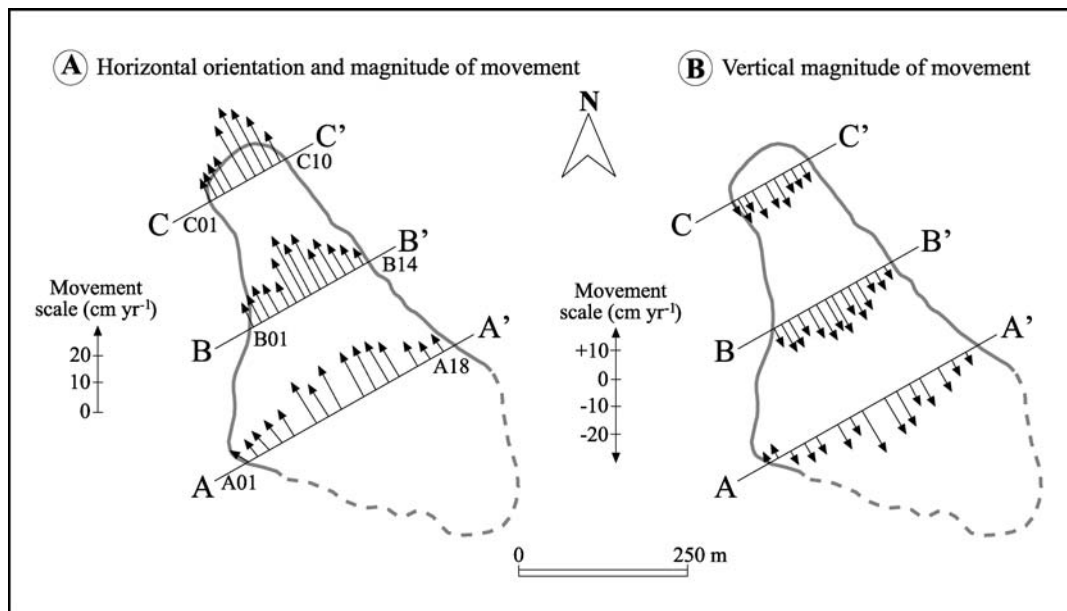 A Horizontal orientation and magnitude of movement
B Vertical magnitude of movement
N
C'
C10
C
C01
B'
B14
B
B01
A'
A18
A
A01
Movement
scale (cm yr⁻¹)
20
10
0
C'
C
B'
B
A'
A
Movement
scale (cm yr⁻¹)
+10
0
-10
-20
0 250 m